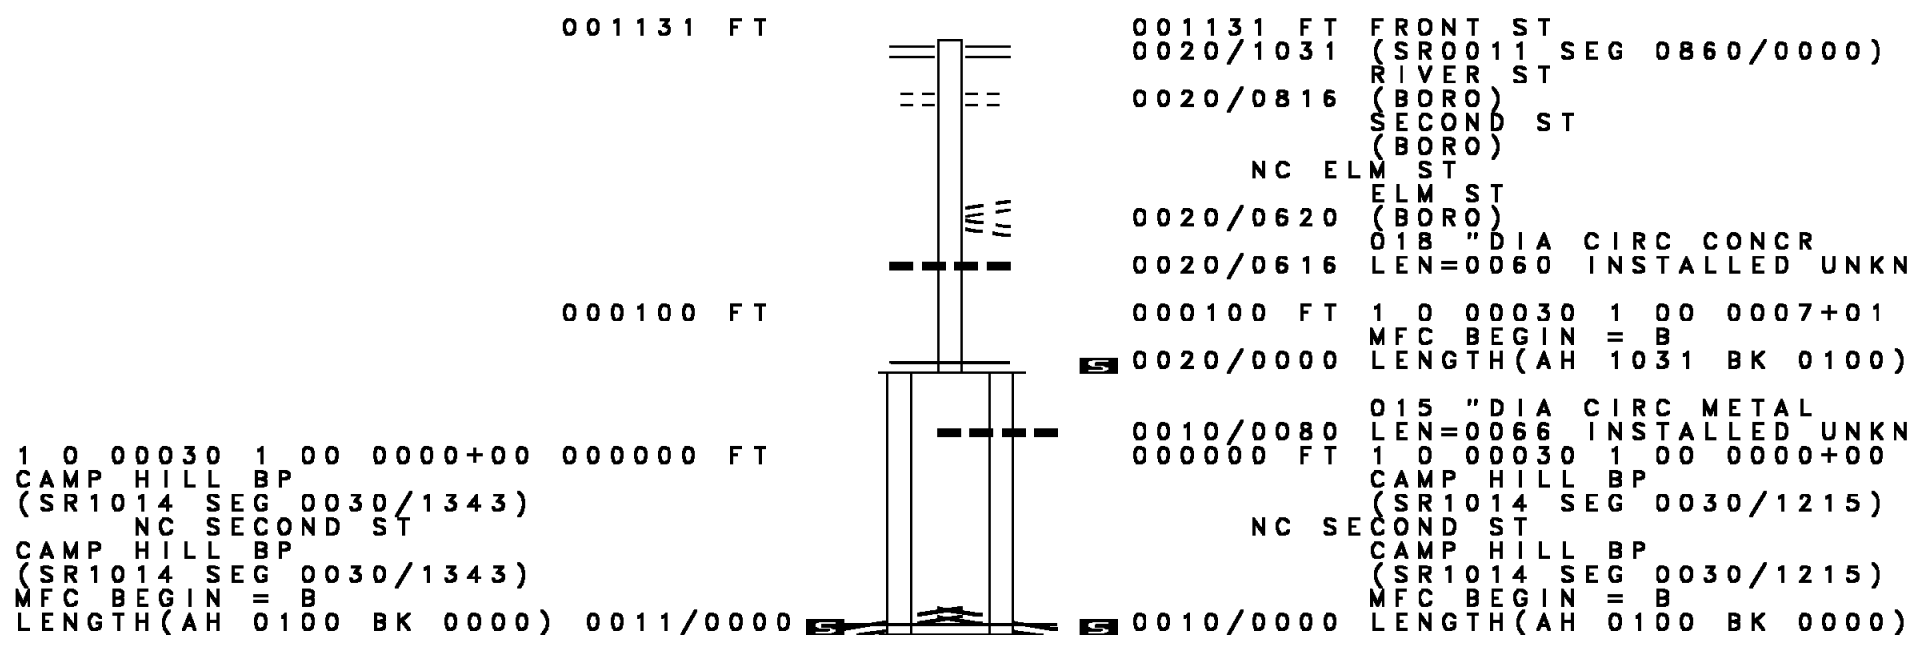 001131 FT 001131 FT FRONT ST
0020/1031 (SR0011 SEG 0860/0000)
RIVER ST
0020/0816 (BORO)
SECOND ST
(BORO)
NC ELM ST
ELM ST
0020/0620 (BORO)
018 "DIA CIRC CONCR
0020/0616 LEN=0060 INSTALLED UNKN
000100 FT 000100 FT 1 0 00030 1 00 0007+01
MFC BEGIN = B
S 0020/0000 LENGTH(AH 1031 BK 0100)
015 "DIA CIRC METAL
0010/0080 LEN=0066 INSTALLED UNKN
1 0 00030 1 00 0000+00 000000 FT 000000 FT 1 0 00030 1 00 0000+00
CAMP HILL BP CAMP HILL BP
(SR1014 SEG 0030/1343) (SR1014 SEG 0030/1215)
NC SECOND ST NC SECOND ST
CAMP HILL BP CAMP HILL BP
(SR1014 SEG 0030/1343) (SR1014 SEG 0030/1215)
MFC BEGIN = B MFC BEGIN = B
LENGTH(AH 0100 BK 0000) 0011/0000 S S 0010/0000 LENGTH(AH 0100 BK 0000)